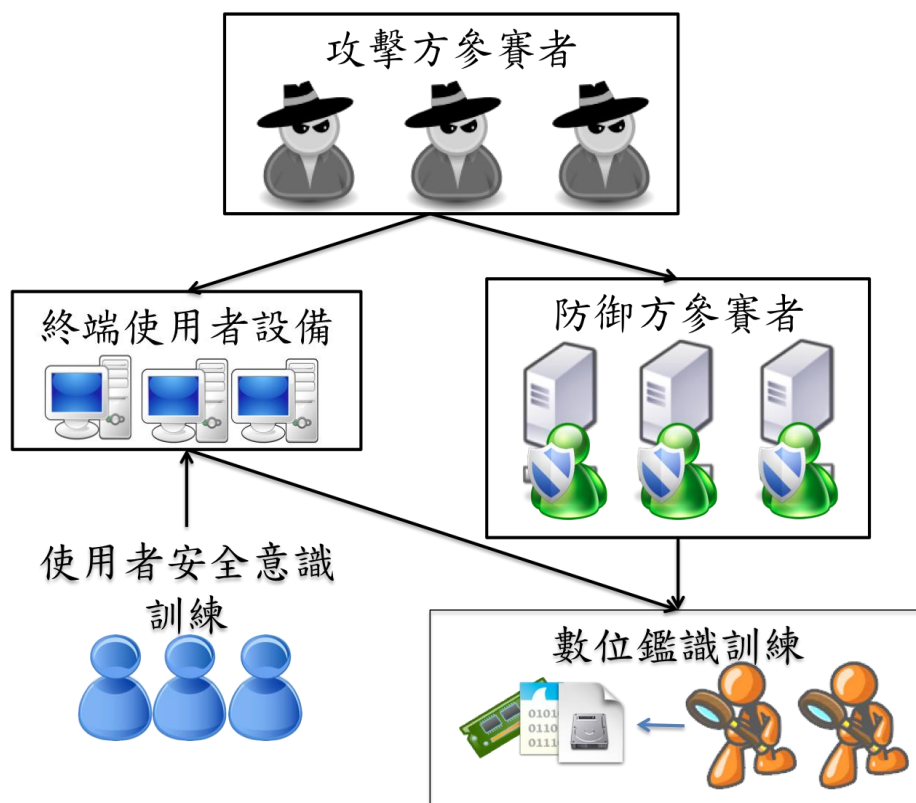 攻擊方參賽者
終端使用者設備
防御方參賽者
使用者安全意識
訓練
數位鑑識訓練
0101
0110
0111